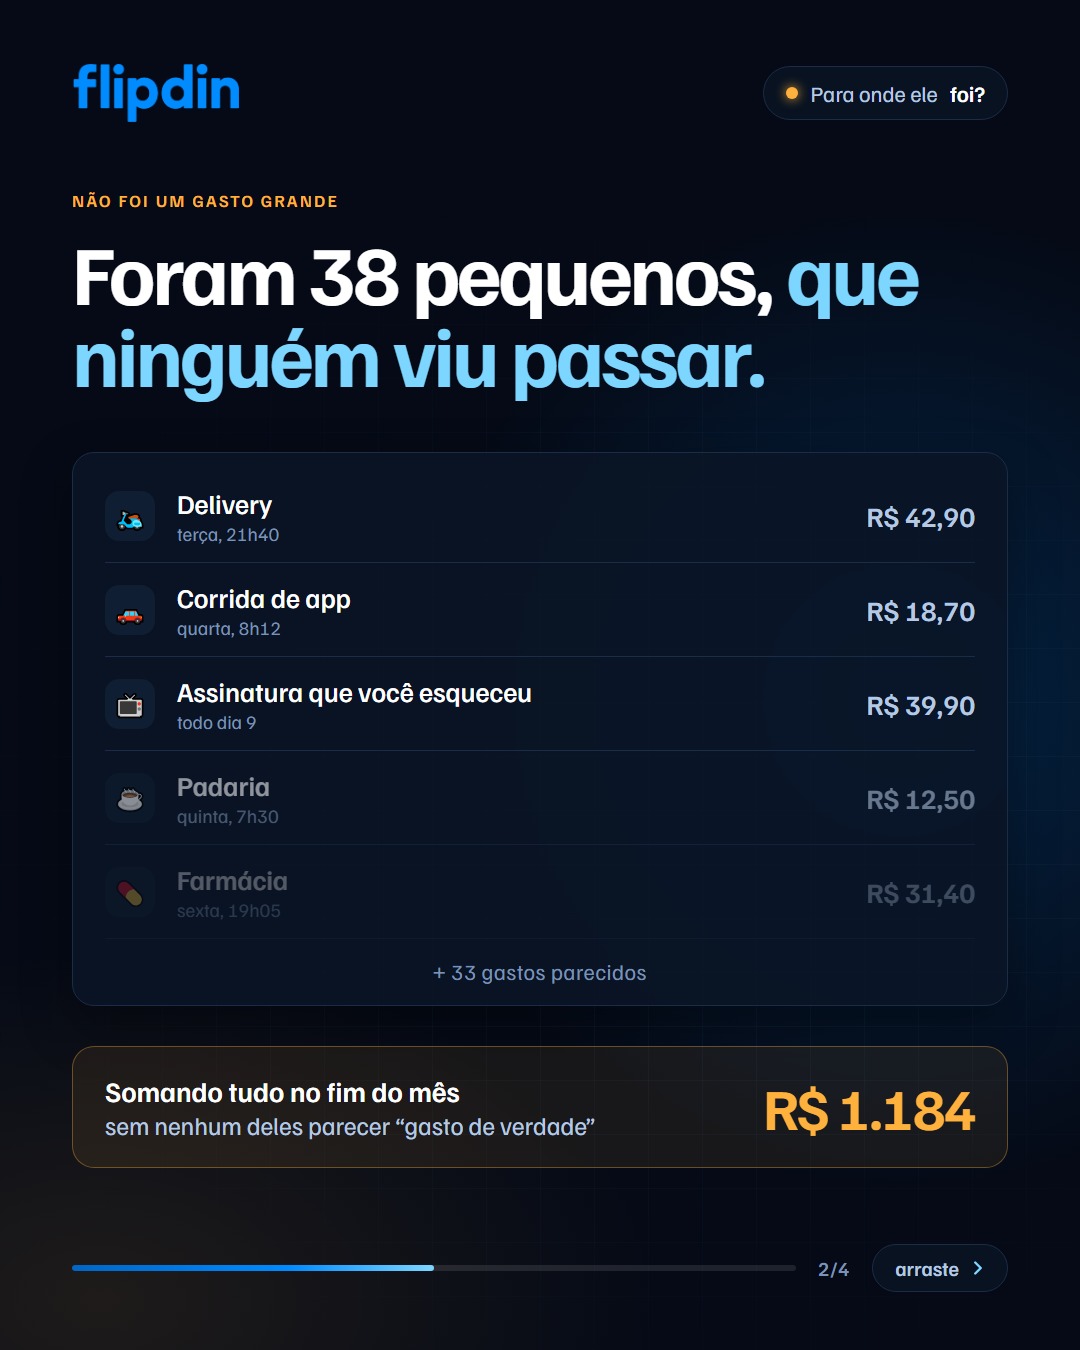 flipdin
Para onde ele foi?
NÃO FOI UM GASTO GRANDE
Foram 38 pequenos, que
ninguém viu passar.
Delivery
terça, 21h40
R$ 42,90
Corrida de app
quarta, 8h12
R$ 18,70
Assinatura que você esqueceu
todo dia 9
R$ 39,90
Padaria
quinta, 7h30
R$ 12,50
Farmácia
sexta, 19h05
R$ 31,40
+ 33 gastos parecidos
Somando tudo no fim do mês
sem nenhum deles parecer “gasto de verdade”
R$ 1.184
2/4
arraste